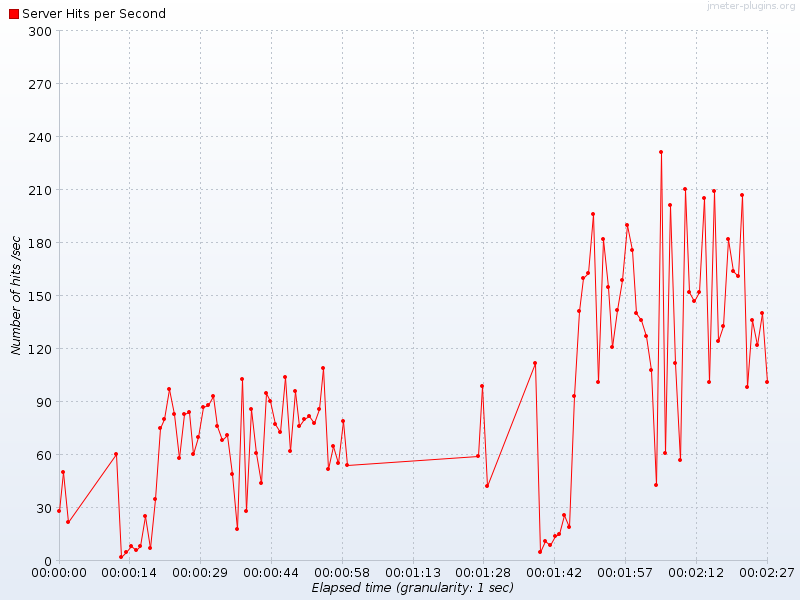 jmeter-plugins.org
Server Hits per Second
300
270
240
210
180
150
120
90
60
30
0
Number of hits /sec
00:00:00 00:00:14 00:00:29 00:00:44 00:00:58 00:01:13 00:01:28 00:01:42 00:01:57 00:02:12 00:02:27
Elapsed time (granularity: 1 sec)